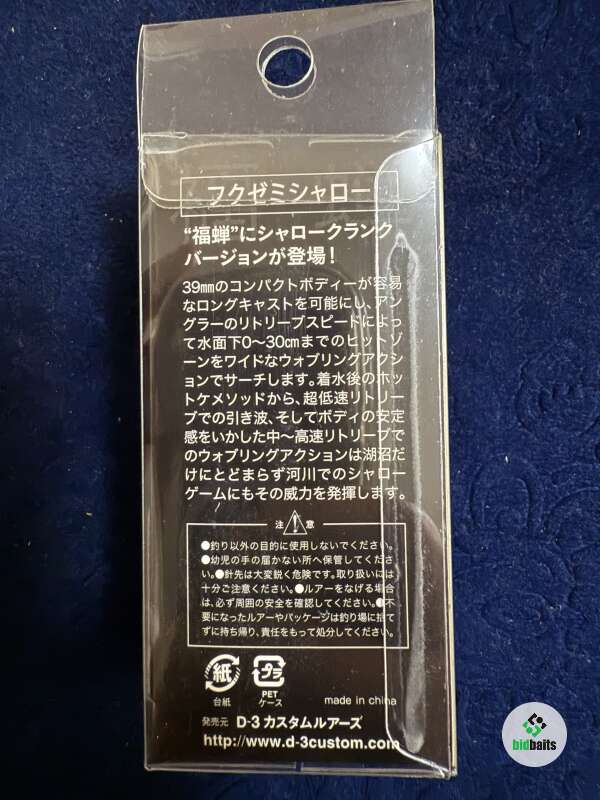 フクゼミシャロー
“福蝉”にシャロークランク
バージョンが登場！
39㎜のコンパクトボディーが容易
なロングキャストを可能にし、アン
グラーのリトリーブスピードによっ
て水面下0〜30㎝までのヒットゾ
ーンをワイドなウォブリングアクショ
ンでサーチします。着水後のホッ
トケメソッドから、超低速リトリー
ブでの引き波、そしてボディの安定
感をいかした中〜高速リトリーブで
のウォブリングアクションは湖沼だ
けにとどまらず河川でのシャロー
ゲームにもその威力を発揮します。
注 意
●釣り以外の目的に使用しないでください。
●幼児の手の届かない所へ保管してくださ
い。●針先は大変鋭く危険です。取り扱いには
十分ご注意ください。●ルアーをなげる場合
は、必ず周囲の安全を確認してください。●不
要になったルアーやパッケージは釣り場に捨て
ずに持ち帰り、責任をもって処分してください。
紙 プラ
台紙 PET
ケース
made in china
発売元 D-3 カスタムルアーズ
http://www.d-3custom.com
bidbaits